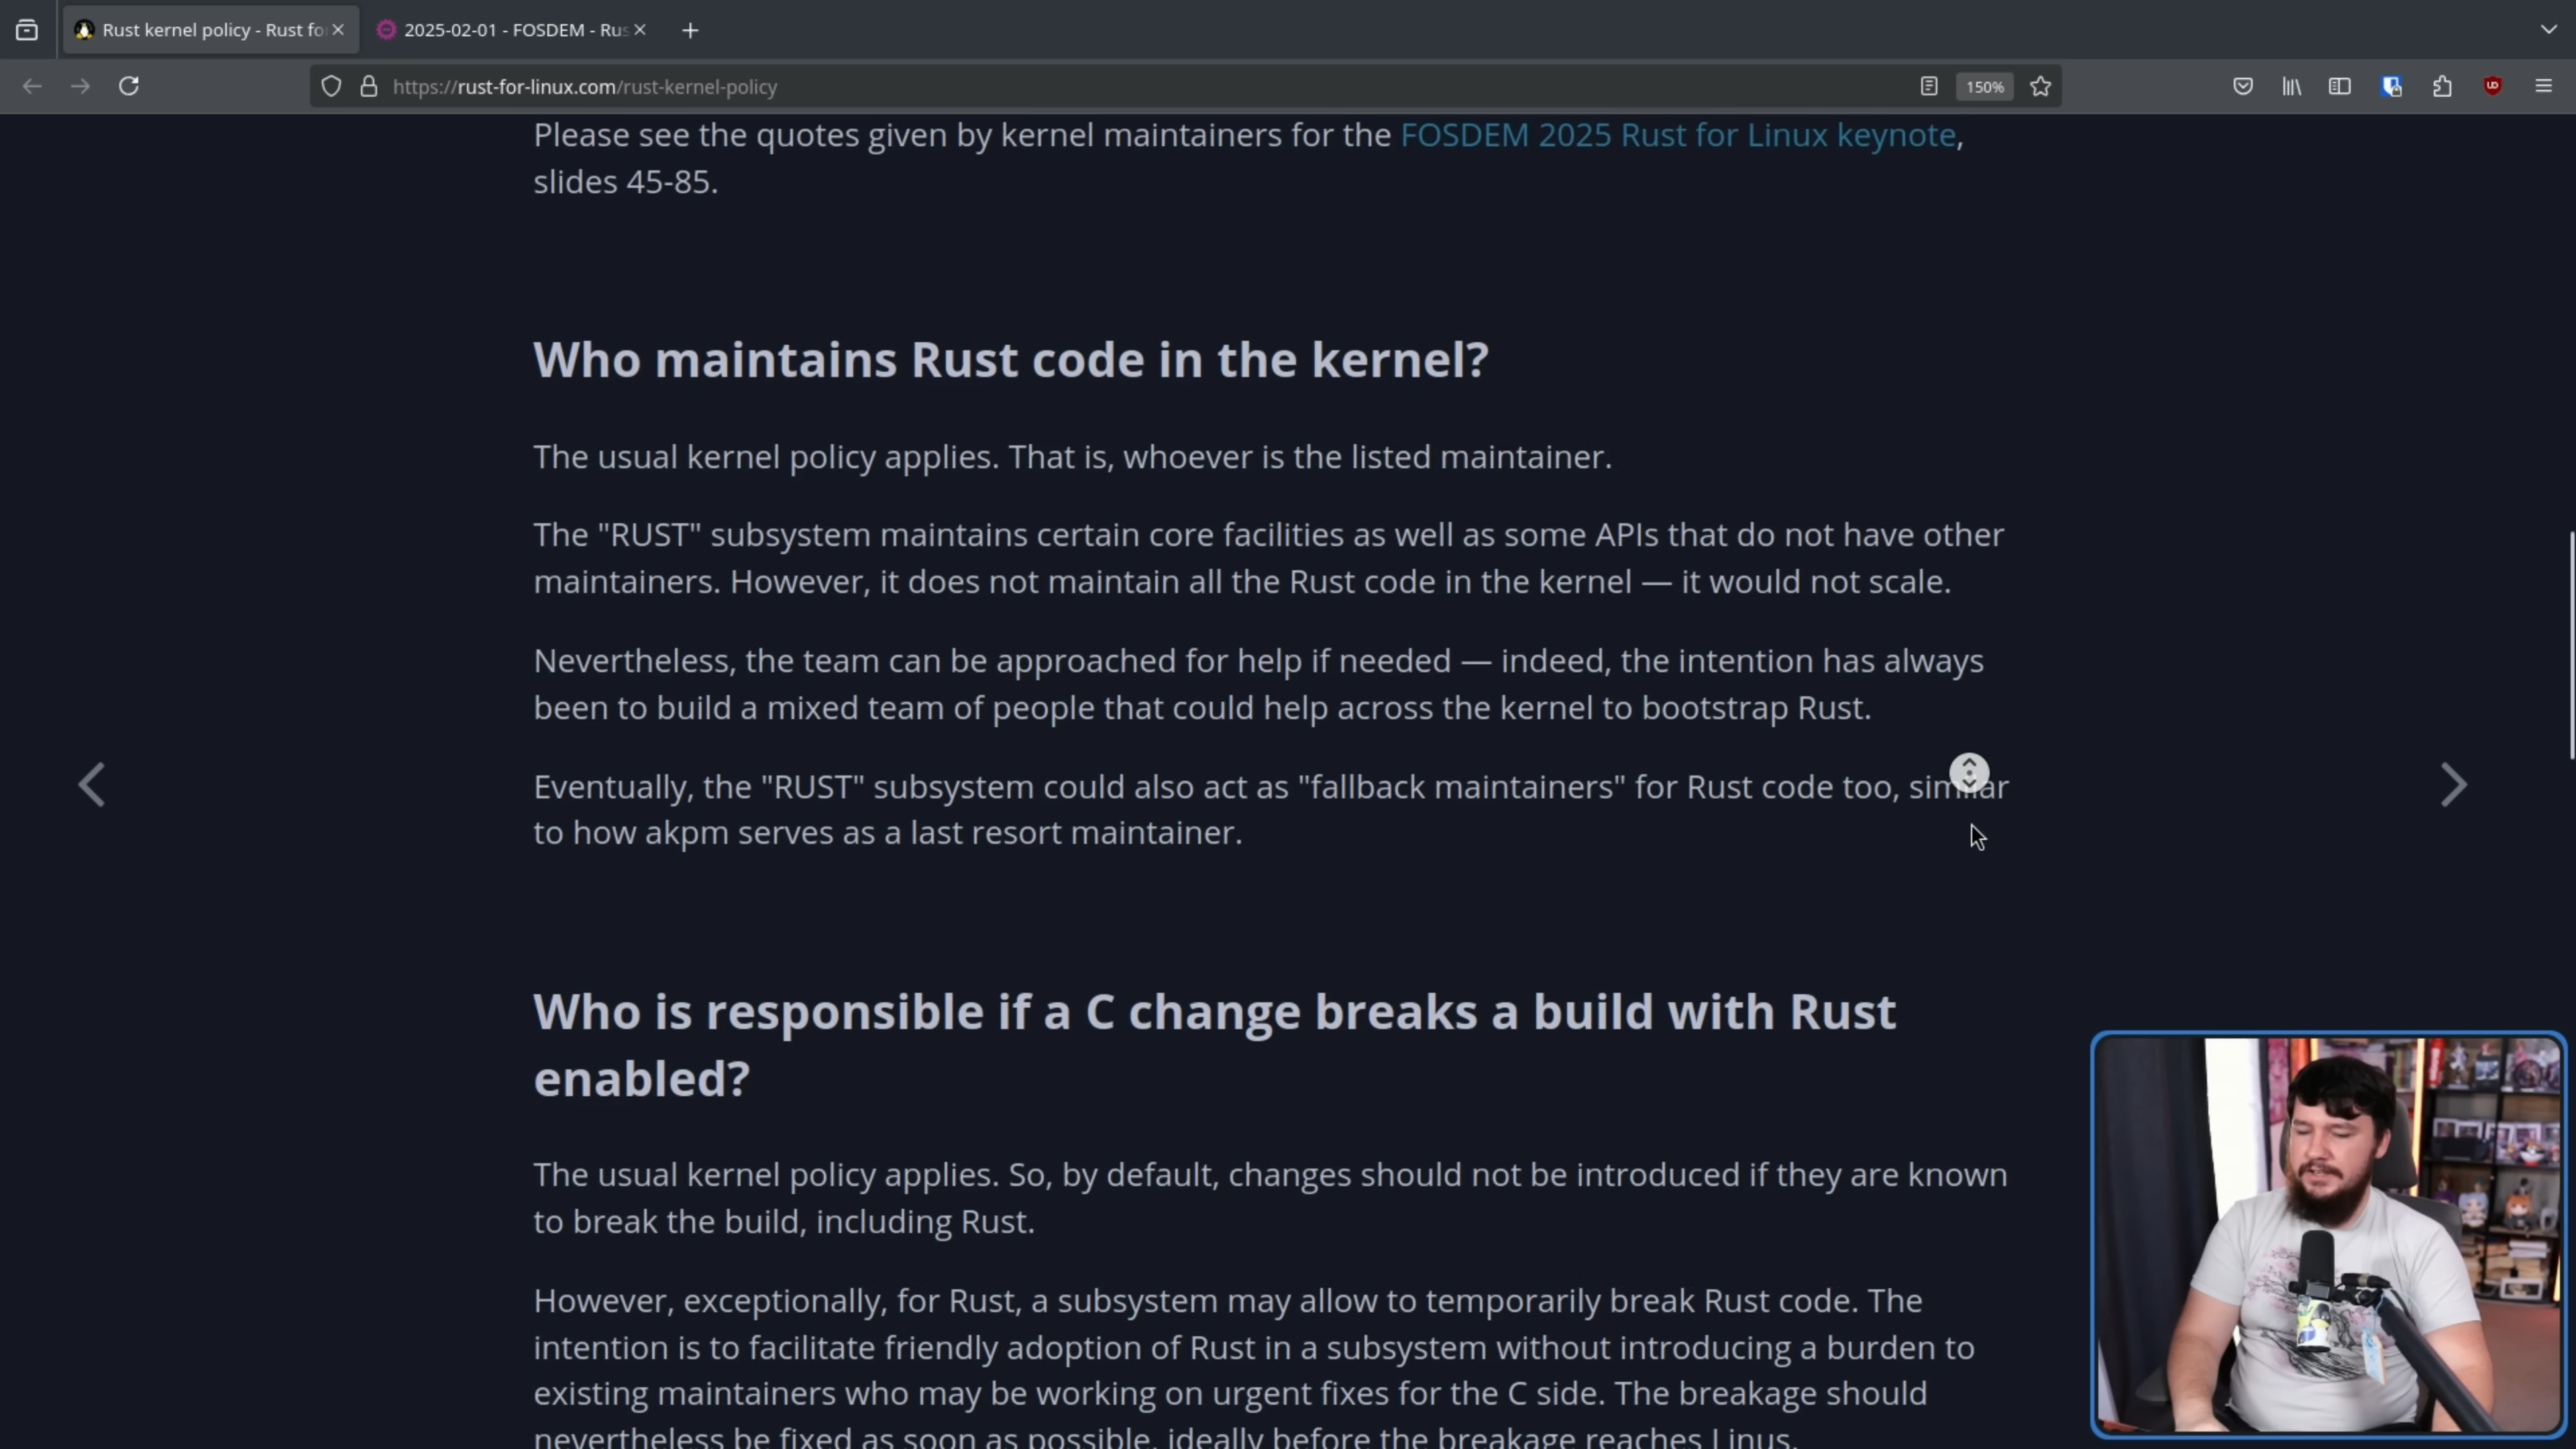 Rust kernel policy - Rust fo
2025-02-01 - FOSDEM - Rus
https://rust-for-linux.com/rust-kernel-policy
150%
Please see the quotes given by kernel maintainers for the FOSDEM 2025 Rust for Linux keynote,
slides 45-85.
Who maintains Rust code in the kernel?
The usual kernel policy applies. That is, whoever is the listed maintainer.
The "RUST" subsystem maintains certain core facilities as well as some APIs that do not have other
maintainers. However, it does not maintain all the Rust code in the kernel — it would not scale.
Nevertheless, the team can be approached for help if needed — indeed, the intention has always
been to build a mixed team of people that could help across the kernel to bootstrap Rust.
Eventually, the "RUST" subsystem could also act as "fallback maintainers" for Rust code too, similar
to how akpm serves as a last resort maintainer.
Who is responsible if a C change breaks a build with Rust
enabled?
The usual kernel policy applies. So, by default, changes should not be introduced if they are known
to break the build, including Rust.
However, exceptionally, for Rust, a subsystem may allow to temporarily break Rust code. The
intention is to facilitate friendly adoption of Rust in a subsystem without introducing a burden to
existing maintainers who may be working on urgent fixes for the C side. The breakage should
nevertheless be fixed as soon as possible, ideally before the breakage reaches Linus.